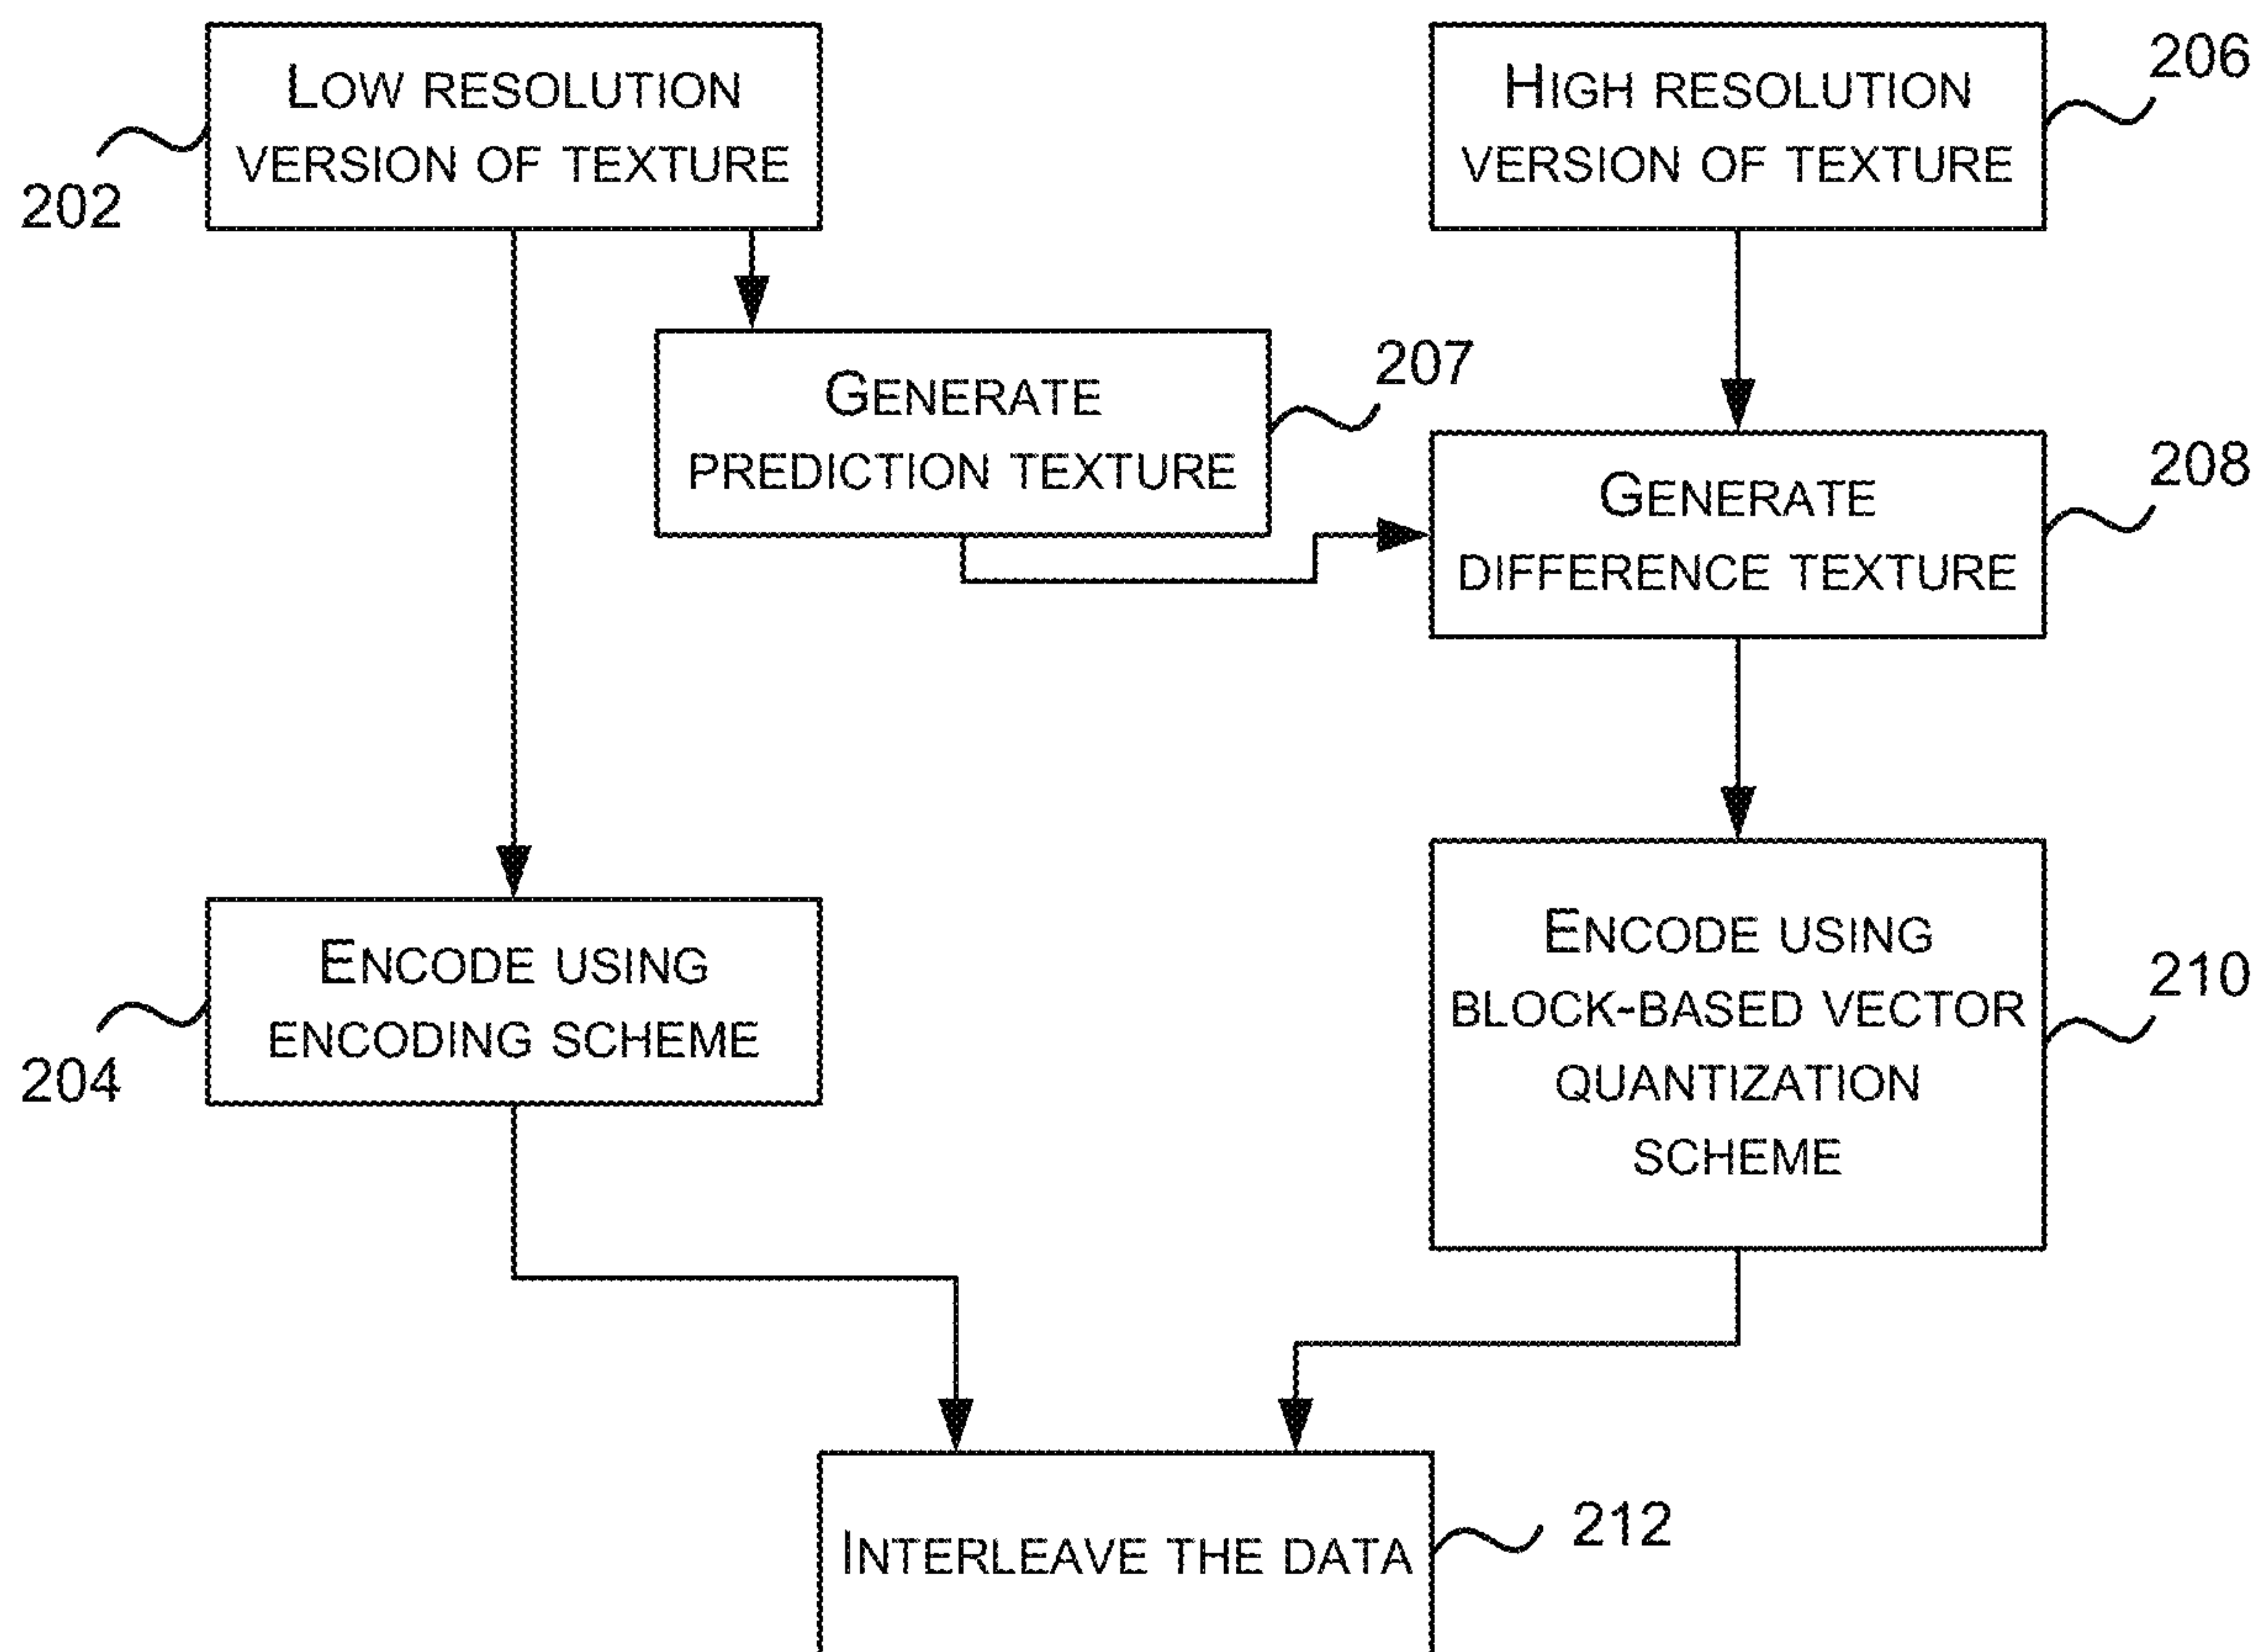 LOW RESOLUTION
VERSION OF TEXTURE
202
HIGH RESOLUTION
VERSION OF TEXTURE
206
GENERATE
PREDICTION TEXTURE
207
GENERATE
DIFFERENCE TEXTURE
208
ENCODE USING
ENCODING SCHEME
204
ENCODE USING
BLOCK-BASED VECTOR
QUANTIZATION
SCHEME
210
INTERLEAVE THE DATA
212